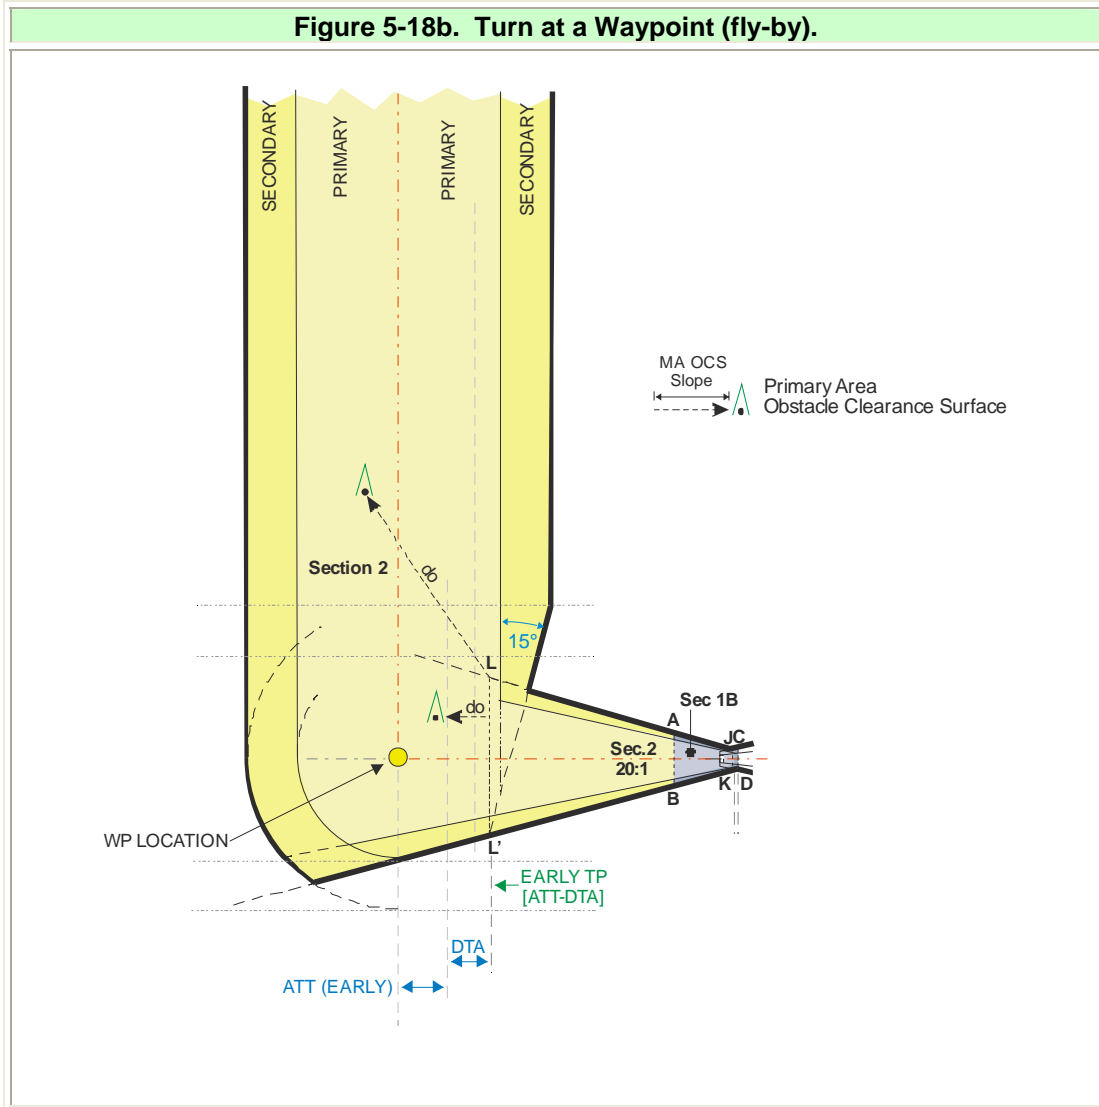 Figure 5-18b. Turn at a Waypoint (fly-by).
SECONDARY
PRIMARY
PRIMARY
SECONDARY
MA OCS
Slope
Primary Area
Obstacle Clearance Surface
Section 2
do
15°
L
do
Sec 1B
A
JC
Sec.2
20:1
B
K D
WP LOCATION
L’
EARLY TP
[ATT-DTA]
DTA
ATT (EARLY)